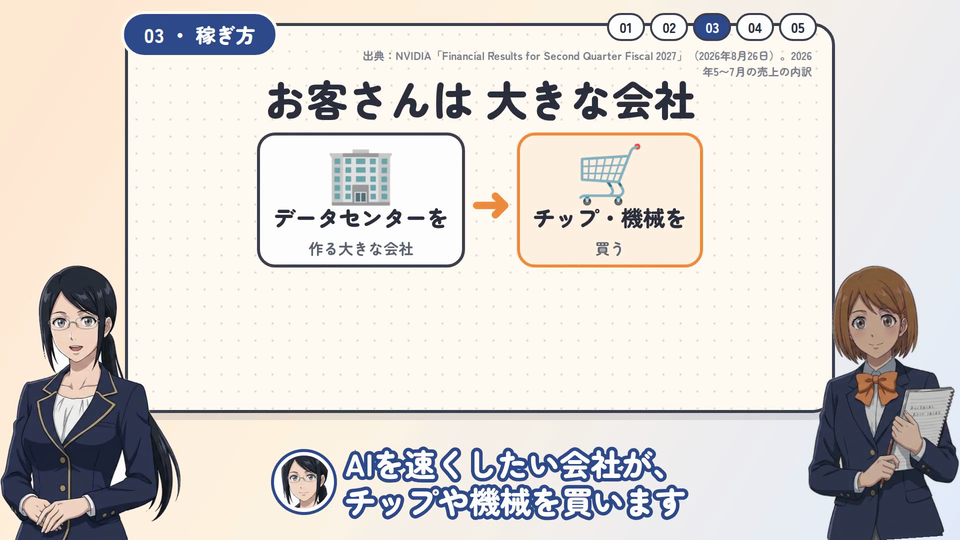 03 ・ 稼ぎ方
01 02 03 04 05
出典：NVIDIA「Financial Results for Second Quarter Fiscal 2027」（2026年8月26日）。2026
年5〜7月の売上の内訳
お客さんは 大きな会社
データセンターを
作る大きな会社
チップ・機械を
買う
AIを速くしたい会社が、
チップや機械を買います